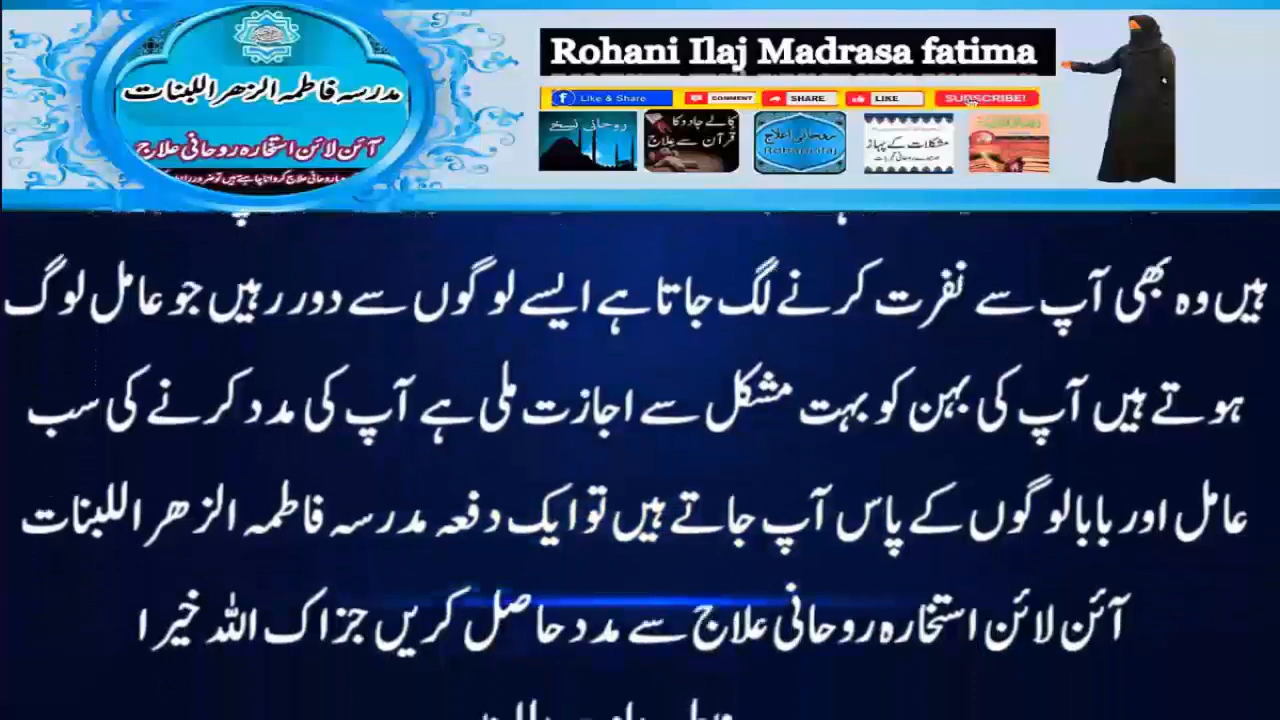 مدرسہ فاطمہ الزھرا للبنات
آئن لائن استخارہ روحانی علاج
Rohani Ilaj Madrasa fatima
Like & Share
COMMENT
SHARE
LIKE
SUBSCRIBE!
روحانی نسخے
کالے جادو کا
قرآن سے علاج
روحانی علاج
مشکلات کے پہاڑ
ہیں وہ بھی آپ سے نفرت کرنے لگ جاتا ہے ایسے لوگوں سے دور رہیں جو عامل لوگ
ہوتے ہیں آپ کی بہن کو بہت مشکل سے اجازت ملی ہے آپ کی مدد کرنے کی سب
عامل اور بابا لوگوں کے پاس آپ جاتے ہیں تو ایک دفعہ مدرسہ فاطمہ الزھرا للبنات
آئن لائن استخارہ روحانی علاج سے مدد حاصل کریں جزاک اللہ خیرا